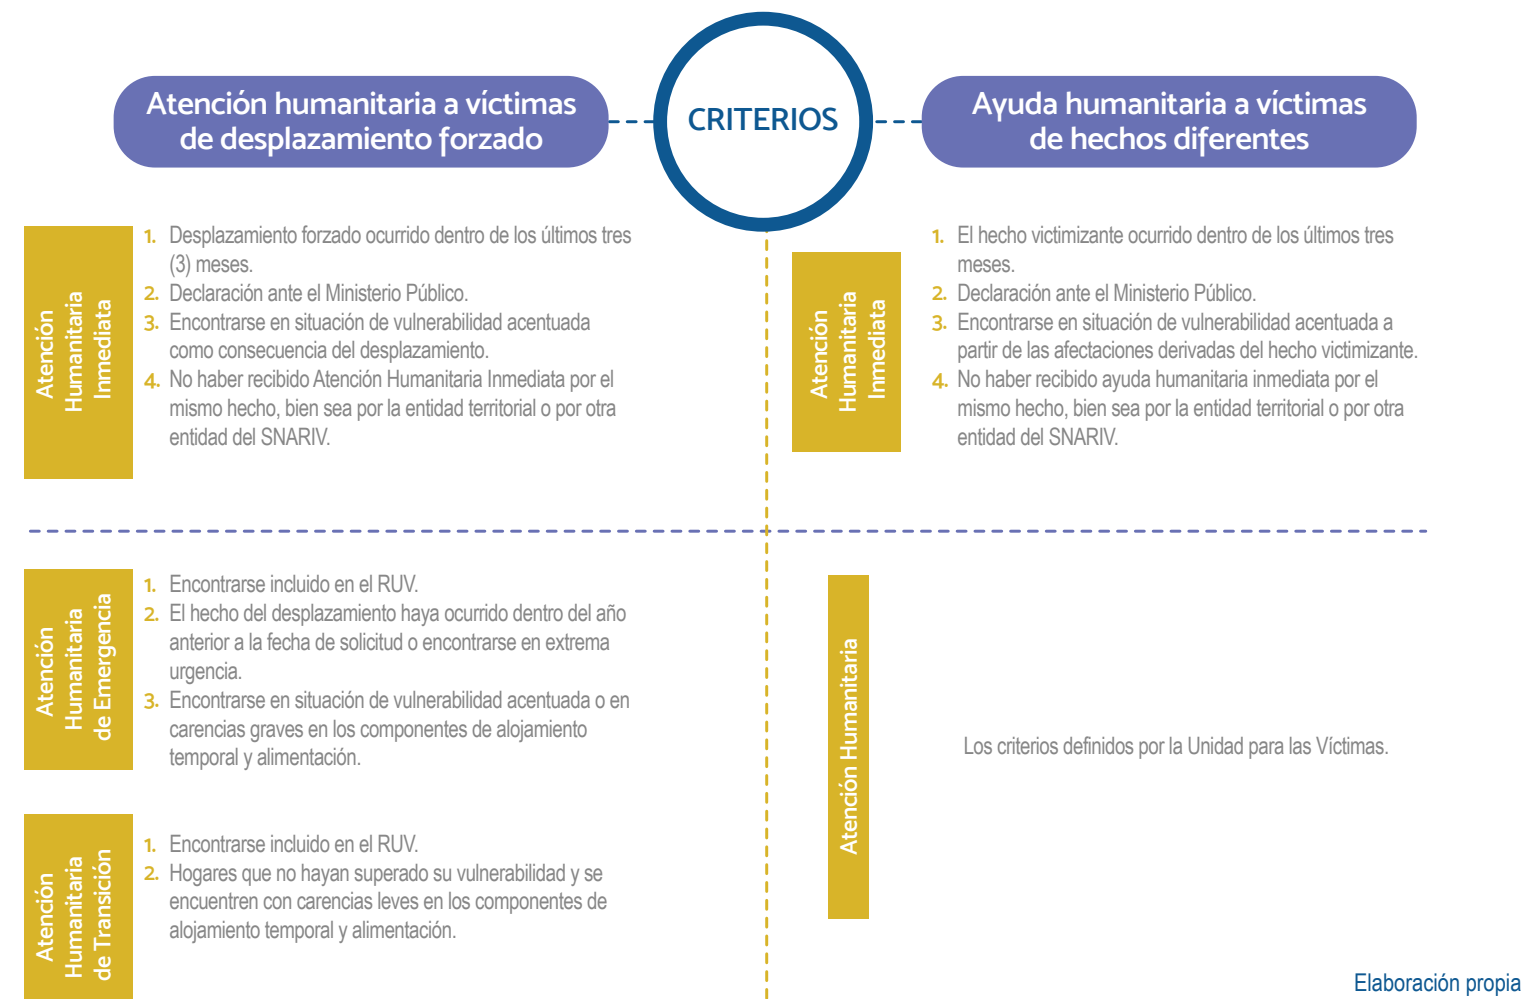 Atención humanitaria a víctimas
de desplazamiento forzado
CRITERIOS
Ayuda humanitaria a víctimas
de hechos diferentes
Atención
Humanitaria
Inmediata
1. Desplazamiento forzado ocurrido dentro de los últimos tres
(3) meses.
2. Declaración ante el Ministerio Público.
3. Encontrarse en situación de vulnerabilidad acentuada
como consecuencia del desplazamiento.
4. No haber recibido Atención Humanitaria Inmediata por el
mismo hecho, bien sea por la entidad territorial o por otra
entidad del SNARIV.
Atención
Humanitaria
Inmediata
1. El hecho victimizante ocurrido dentro de los últimos tres
meses.
2. Declaración ante el Ministerio Público.
3. Encontrarse en situación de vulnerabilidad acentuada a
partir de las afectaciones derivadas del hecho victimizante.
4. No haber recibido ayuda humanitaria inmediata por el
mismo hecho, bien sea por la entidad territorial o por otra
entidad del SNARIV.
Atención
Humanitaria
de Emergencia
1. Encontrarse incluido en el RUV.
2. El hecho del desplazamiento haya ocurrido dentro del año
anterior a la fecha de solicitud o encontrarse en extrema
urgencia.
3. Encontrarse en situación de vulnerabilidad acentuada o en
carencias graves en los componentes de alojamiento
temporal y alimentación.
Atención
Humanitaria
de Transición
1. Encontrarse incluido en el RUV.
2. Hogares que no hayan superado su vulnerabilidad y se
encuentren con carencias leves en los componentes de
alojamiento temporal y alimentación.
Atención Humanitaria
Los criterios definidos por la Unidad para las Víctimas.
Elaboración propia